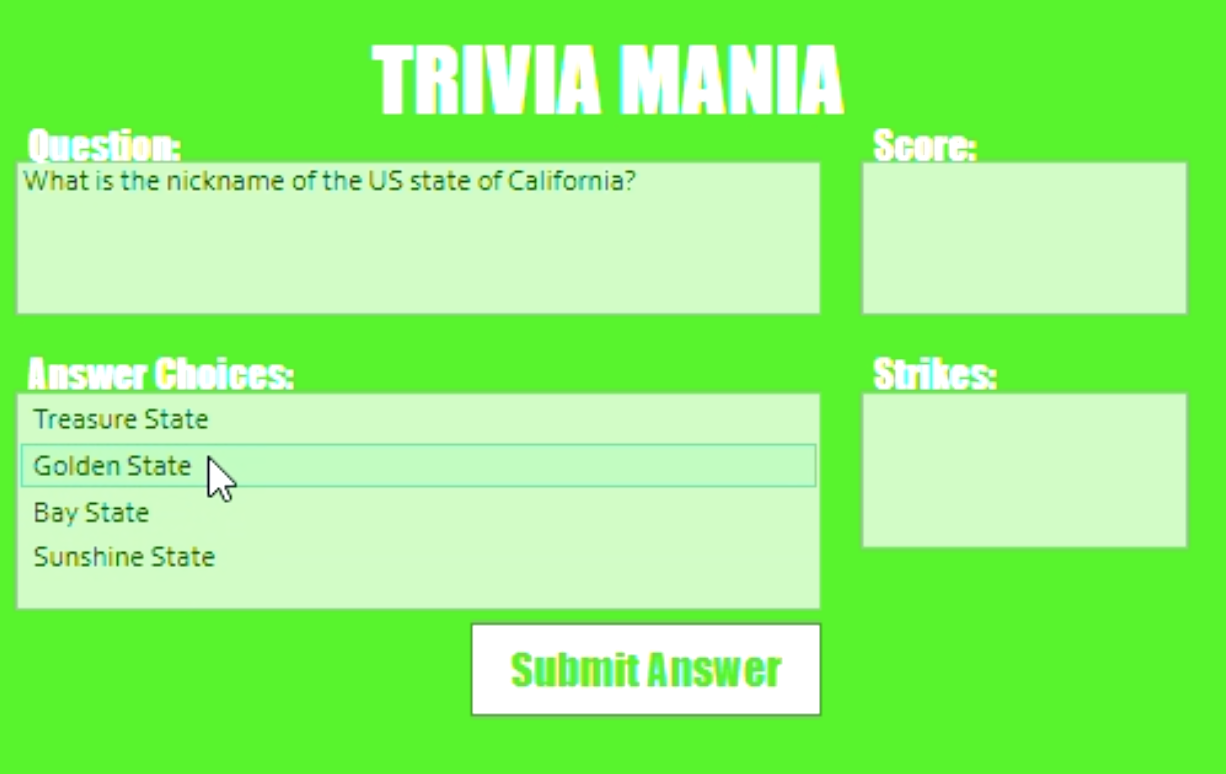 TRIVIA MANIA
Question:
What is the nickname of the US state of California?
Score:
Answer Choices:
Treasure State
Golden State
Bay State
Sunshine State
Strikes:
Submit Answer